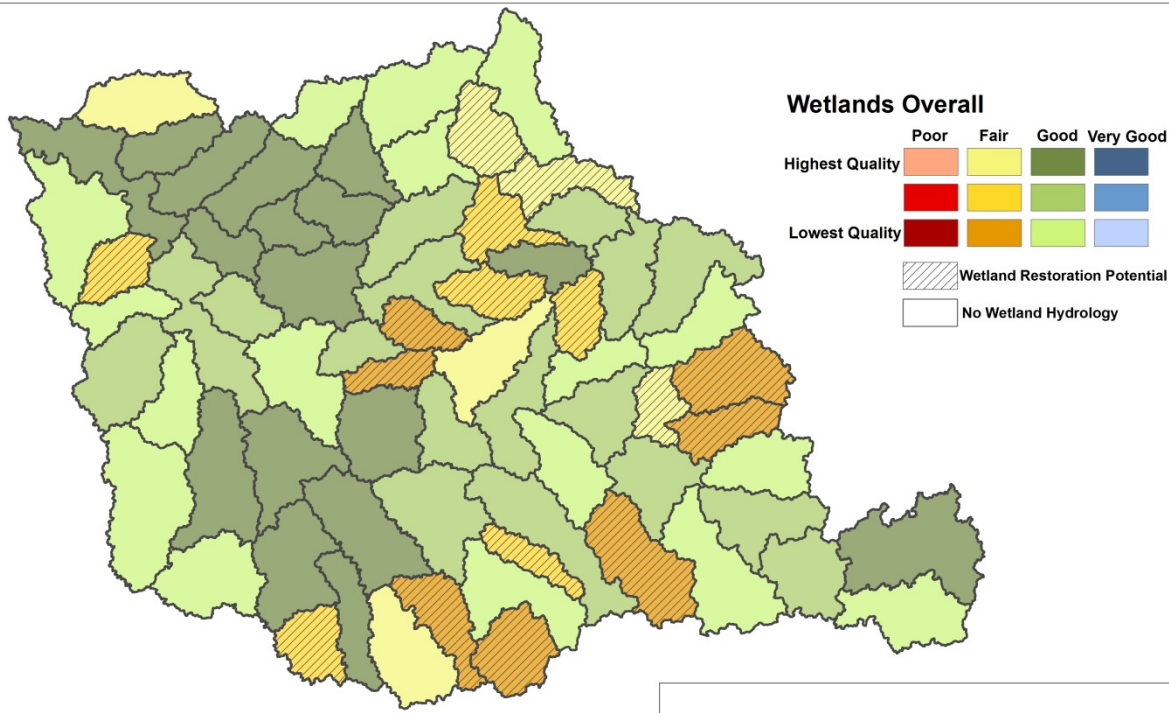 Wetlands Overall
Poor Fair Good Very Good
Highest Quality
Lowest Quality
Wetland Restoration Potential
No Wetland Hydrology